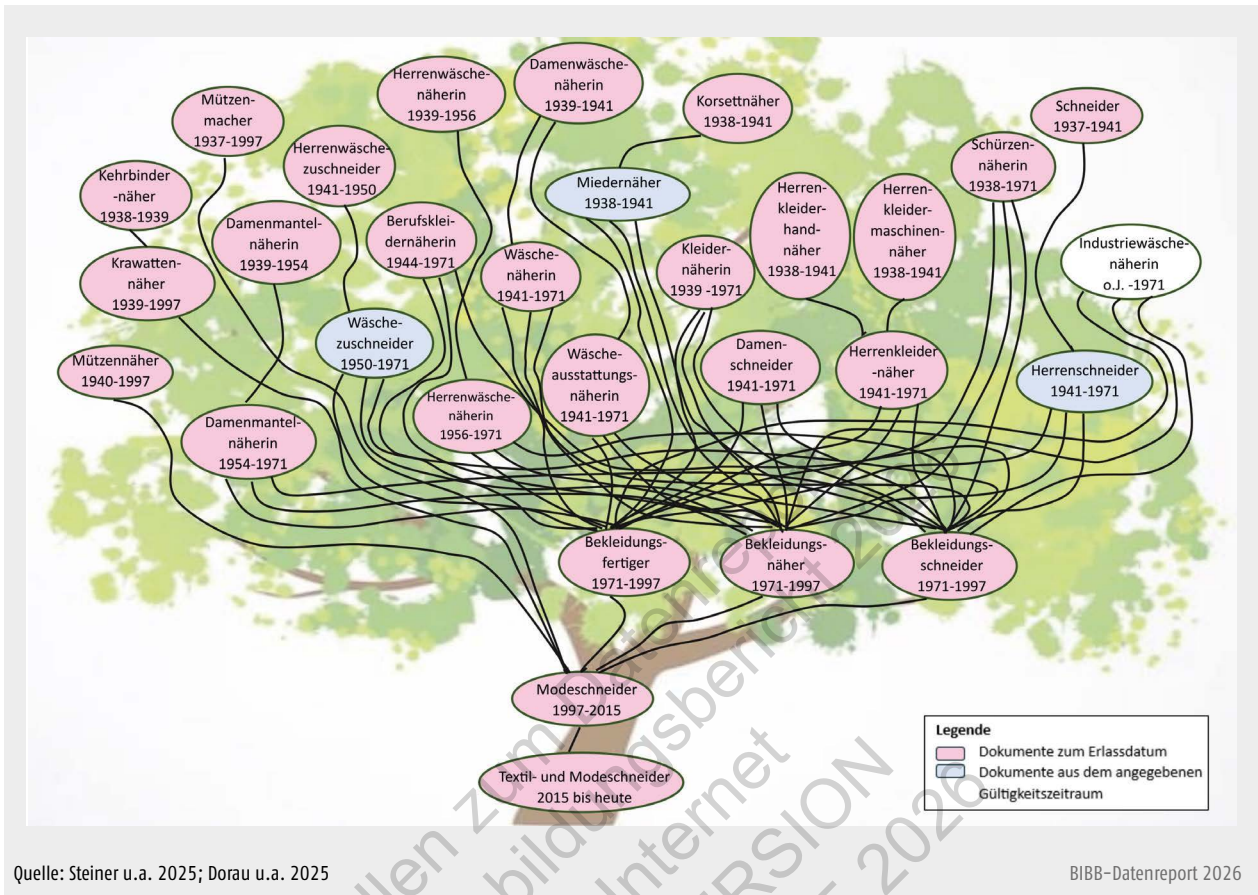 Herrenwäsche-
näherin
1939-1956
Damenwäsche-
näherin
1939-1941
Korsettnäher
1938-1941
Mützen-
macher
1937-1997
Schneider
1937-1941
Herrenwäsche-
zuschneider
1941-1950
Schürzen-
näherin
1938-1971
Kehrbinder
-näher
1938-1939
Miedernäher
1938-1941
Herren-
kleider-
hand-
näher
1938-1941
Herren-
kleider-
maschinen-
näher
1938-1941
Damenmantel-
näherin
1939-1954
Berufsklei-
dernäherin
1944-1971
Wäsche-
näherin
1941-1971
Kleider-
näherin
1939 -1971
Industriewäsche-
näherin
o.J. -1971
Krawatten-
näher
1939-1997
Wäsche-
zuschneider
1950-1971
Mützennäher
1940-1997
Wäsche-
ausstattungs-
näherin
1941-1971
Damen-
schneider
1941-1971
Herrenkleider
-näher
1941-1971
Herrenschneider
1941-1971
Herrenwäsche-
näherin
1956-1971
Damenmantel-
näherin
1954-1971
Bekleidungs-
fertiger
1971-1997
Bekleidungs-
näher
1971-1997
Bekleidungs-
schneider
1971-1997
Modeschneider
1997-2015
Textil- und Modeschneider
2015 bis heute
Legende
Dokumente zum Erlassdatum
Dokumente aus dem angegebenen
Gültigkeitszeitraum
Quelle: Steiner u.a. 2025; Dorau u.a. 2025
BIBB-Datenreport 2026